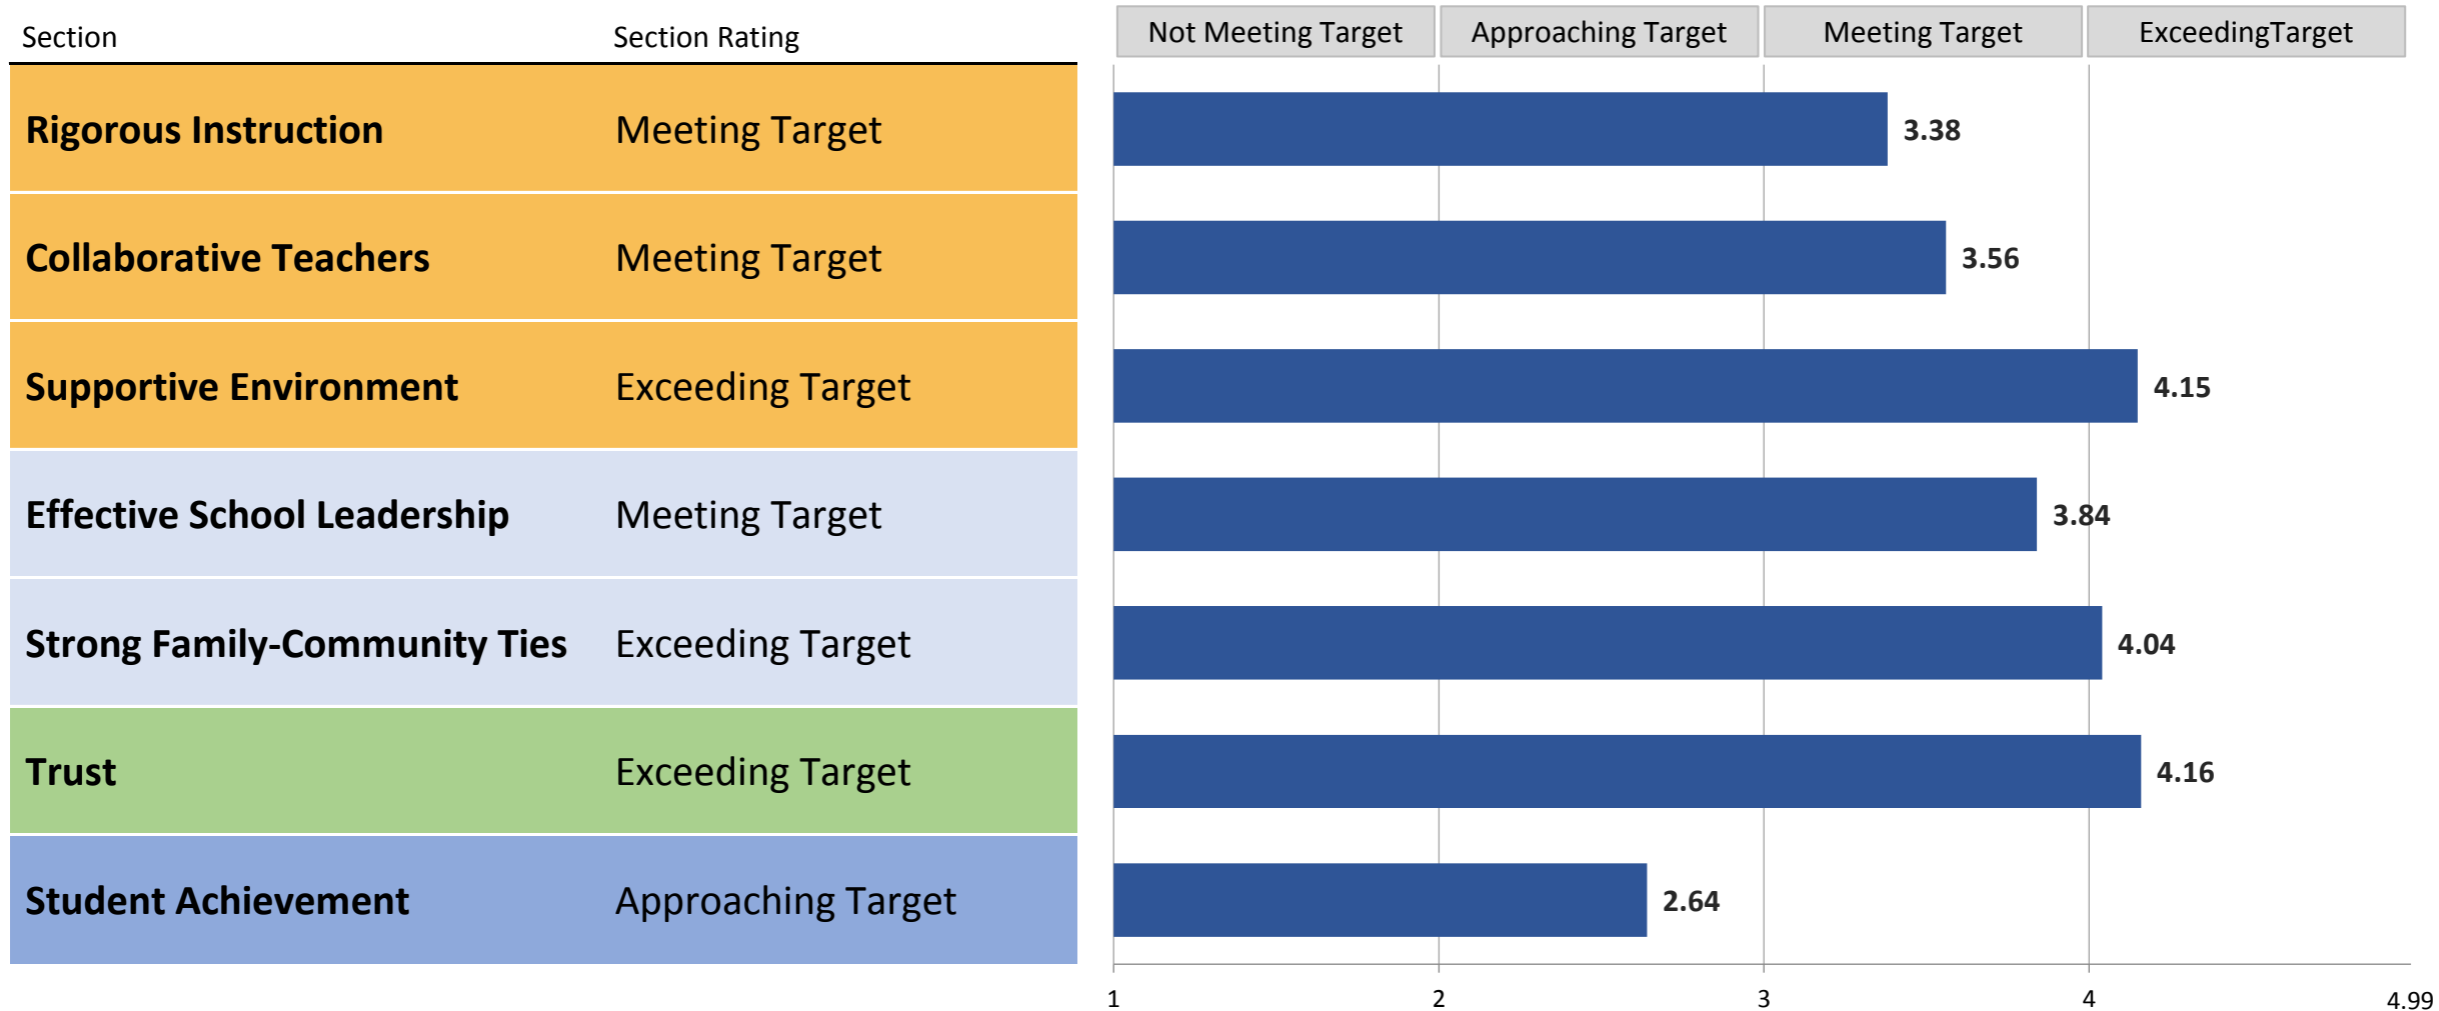 Section Section Rating Not Meeting Target Approaching Target Meeting Target ExceedingTarget
Rigorous Instruction Meeting Target 3.38
Collaborative Teachers Meeting Target 3.56
Supportive Environment Exceeding Target 4.15
Effective School Leadership Meeting Target 3.84
Strong Family-Community Ties Exceeding Target 4.04
Trust Exceeding Target 4.16
Student Achievement Approaching Target 2.64
1 2 3 4 4.99